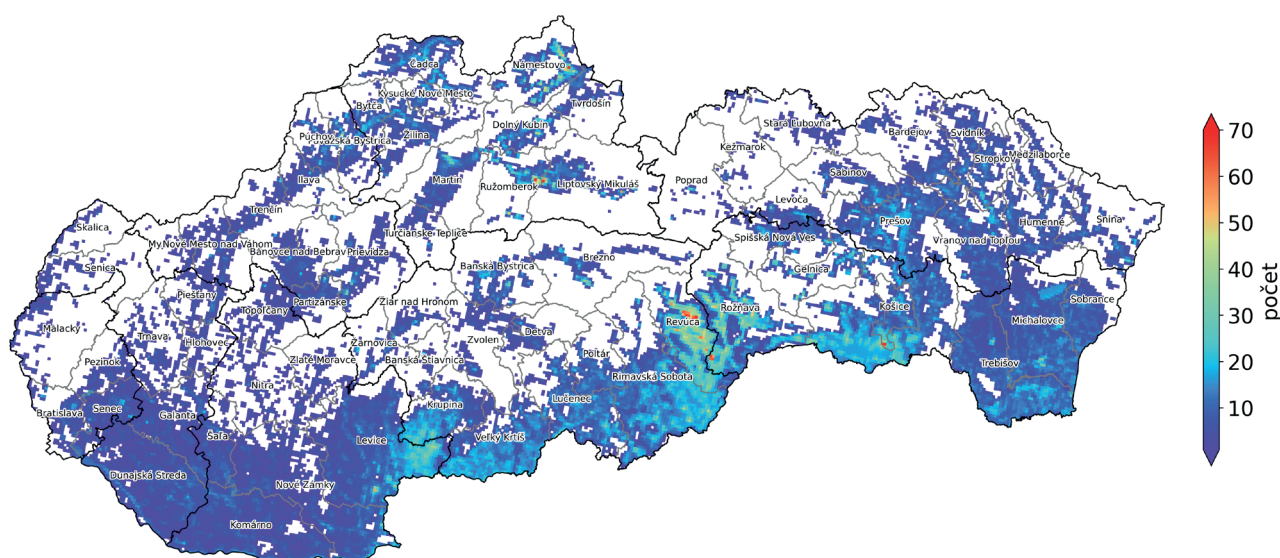 Čadca
Námestovo
Kysucké Nové Mesto
Bytča
Tvrdošín
Dolný Kubín
Púchov
Považská Bystrica
Žilina
Stará Ľubovňa
Bardejov
Svidník
Stropkov
Medzilaborce
Kežmarok
Sabinov
Ilava
Martin
Ružomberok
Liptovský Mikuláš
Poprad
Levoča
Trenčín
Prešov
Humenné
Snina
Skalica
Turčianske Teplice
Spišská Nová Ves
Vranov nad Topľou
My
Nové Mesto nad Váhom
Bánovce nad Bebravou
Prievidza
Senica
Banská Bystrica
Brezno
Gelnica
Piešťany
Partizánske
Topoľčany
Žiar nad Hronom
Rožňava
Košice
Sobrance
Malacky
Trnava
Hlohovec
Žarnovica
Zvolen
Detva
Revúca
Michalovce
Pezinok
Zlaté Moravce
Banská Štiavnica
Poltár
Trebišov
Nitra
Rimavská Sobota
Bratislava
Senec
Galanta
Krupina
Lučenec
Šaľa
Levice
Veľký Krtíš
Dunajská Streda
Nové Zámky
Komárno
70
60
50
40
30
20
10
počet